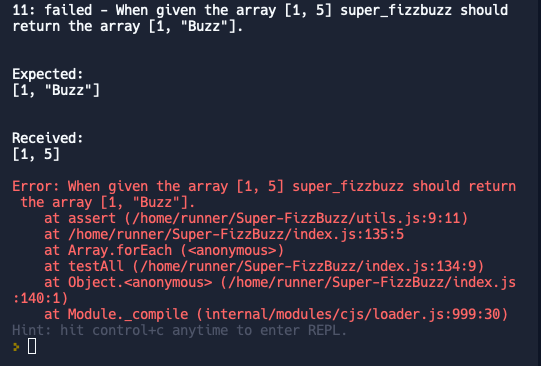 11: failed - When given the array [1, 5] super_fizzbuzz should
return the array [1, "Buzz"].
Expected:
[1, "Buzz"]
Received:
[1, 5]
Error: When given the array [1, 5] super_fizzbuzz should return
the array [1, "Buzz"].
at assert (/home/runner/Super-FizzBuzz/utils.js:9:11)
at /home/runner/Super-FizzBuzz/index.js:135:5
at Array.forEach (<anonymous>)
at testAll (/home/runner/Super-FizzBuzz/index.js:134:9)
at Object.<anonymous> (/home/runner/Super-FizzBuzz/index.js
:140:1)
at Module._compile (internal/modules/cjs/loader.js:999:30)
Hint: hit control+c anytime to enter REPL.